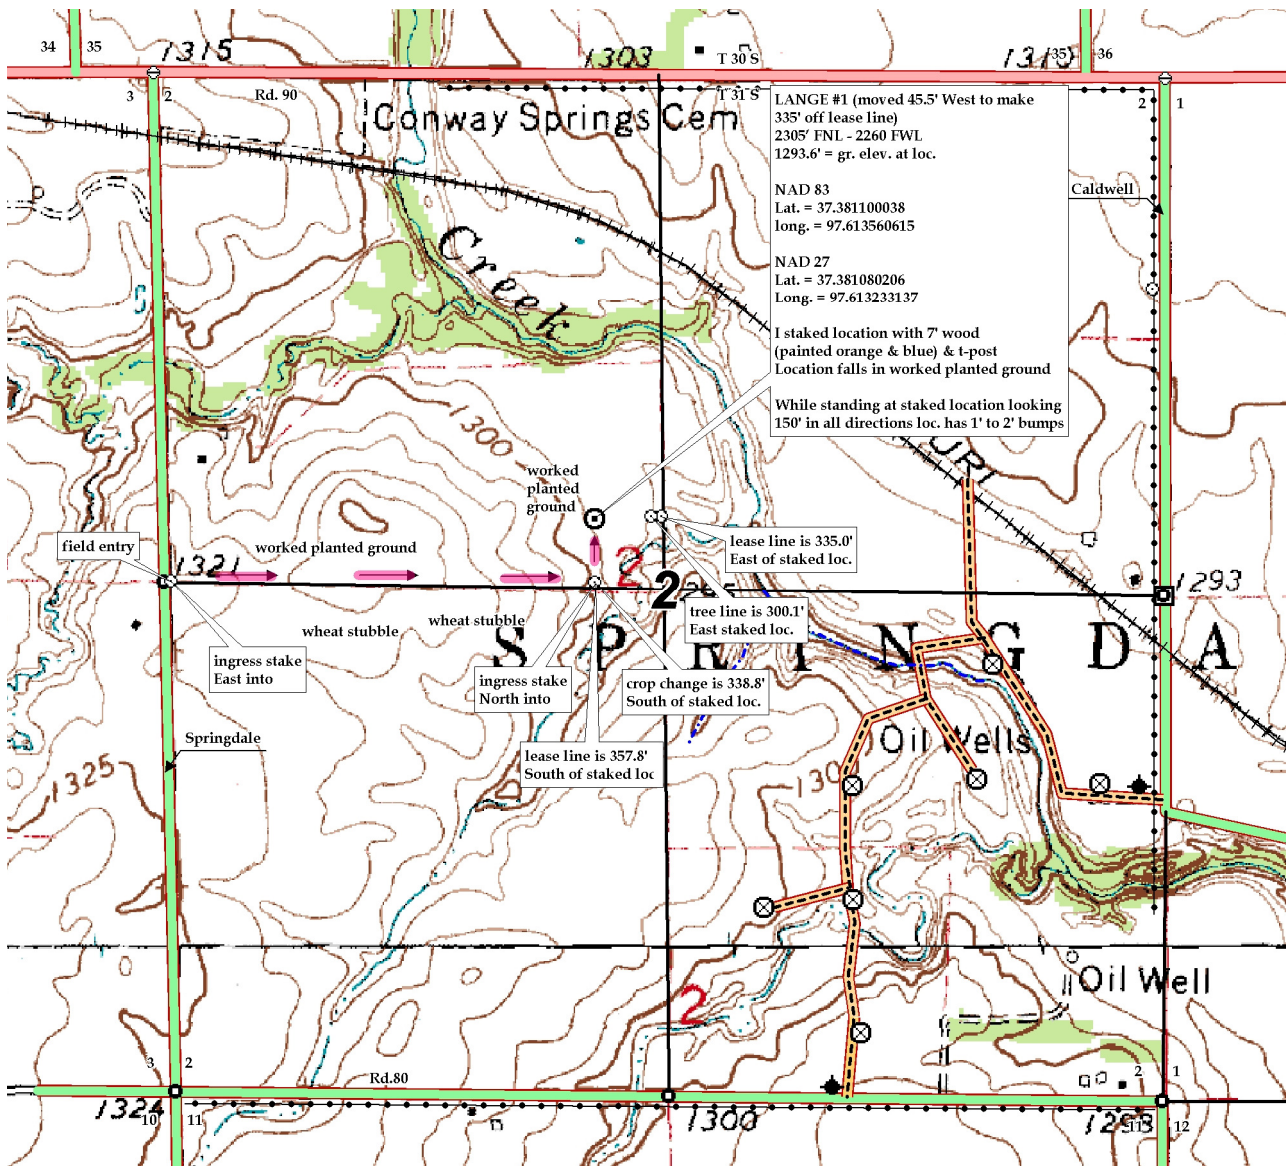 34
35
1315
1303
T 30 S
1310
35
36
3
2
Rd. 90
T 31 S
2
1
Conway Springs Cem
LANGE #1 (moved 45.5' West to make
335' off lease line)
2305' FNL - 2260 FWL
1293.6' = gr. elev. at loc.
NAD 83
Lat. = 37.381100038
long. = 97.613560615
NAD 27
Lat. = 37.381080206
Long. = 97.613233137
I staked location with 7' wood
(painted orange & blue) & t-post
Location falls in worked planted ground
While standing at staked location looking
150' in all directions loc. has 1' to 2' bumps
Caldwell
Creek
1300
URI
worked
planted
ground
field entry
1321
worked planted ground
lease line is 335.0'
East of staked loc.
2
2
1293
tree line is 300.1'
East staked loc.
wheat stubble
wheat stubble
SPRINGDA
ingress stake
East into
ingress stake
North into
crop change is 338.8'
South of staked loc.
lease line is 357.8'
South of staked loc
Springdale
1325
Oil Wells
130
2
Oil Well
3
2
Rd.80
2
1
1324
10
11
1300
1293
11
12